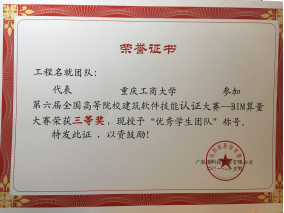 荣誉证书
工程名就团队:
代表 重庆工商大学 参加
第六届全国高等院校建筑软件技能认证大赛--BIM算量
大赛荣获三等奖,现授予“优秀学生团队”称号。
特发此证,以资鼓励!